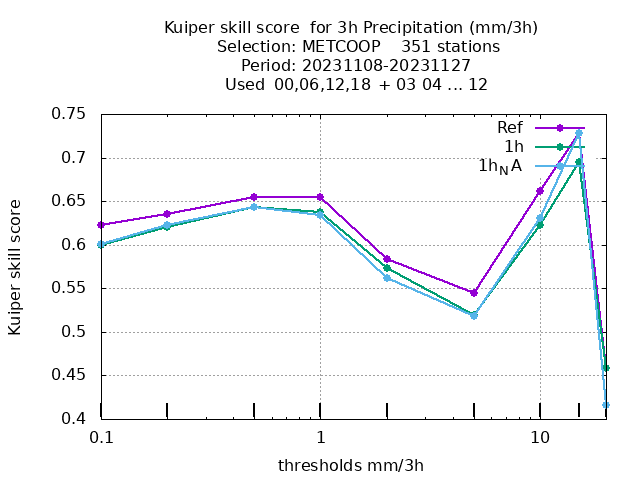 Kuiper skill score  for 3h Precipitation (mm/3h)
Selection: METCOOP    351 stations
Period: 20231108-20231127
Used  00,06,12,18  + 03 04 ... 12
Ref
1h
1h_NA
0.75
0.7
0.65
0.6
0.55
0.5
0.45
0.4
Kuiper skill score
0.1
1
10
thresholds mm/3h